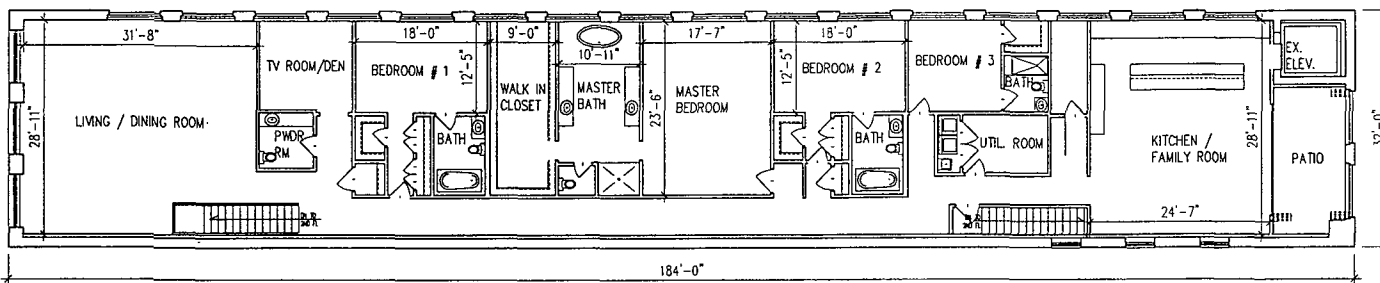 31'-8"
28'-11"
LIVING / DINING ROOM
TV ROOM/DEN
PWDR
RM
18'-0"
12'-5"
BEDROOM # 1
BATH
9'-0"
WALK IN
CLOSET
10'-11"
MASTER
BATH
17'-7"
23'-6"
MASTER
BEDROOM
18'-0"
12'-5"
BEDROOM # 2
BATH
BEDROOM # 3
BATH
UTIL. ROOM
KITCHEN /
FAMILY ROOM
28'-11"
24'-7"
EX.
ELEV.
PATIO
32'-0"
184'-0"